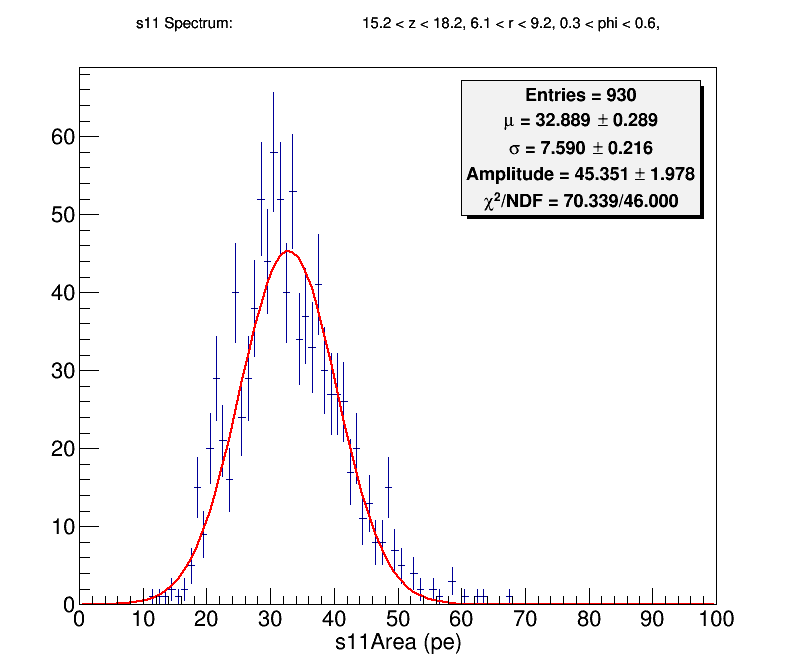 s11 Spectrum: 15.2 < z < 18.2, 6.1 < r < 9.2, 0.3 < phi < 0.6,
Entries = 930
μ = 32.889 ± 0.289
σ = 7.590 ± 0.216
Amplitude = 45.351 ± 1.978
χ²/NDF = 70.339/46.000
60
50
40
30
20
10
0
0 10 20 30 40 50 60 70 80 90 100
s11Area (pe)